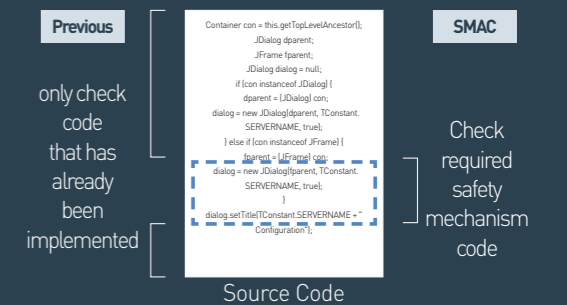 Previous
only check
code
that has
already
been
implemented
Container con = this.getTopLevelAncestor();
JDialog dparent;
JFrame fparent;
JDialog dialog = null;
if (con instanceof JDialog) {
dparent = (JDialog) con;
dialog = new JDialog(dparent, TConstant.
SERVERNAME, true);
} else if (con instanceof JFrame) {
fparent = (JFrame) con;
dialog = new JDialog(fparent, TConstant.
SERVERNAME, true);
}
dialog.setTitle(TConstant.SERVERNAME + "
Configuration");
Source Code
SMAC
Check
required
safety
mechanism
code